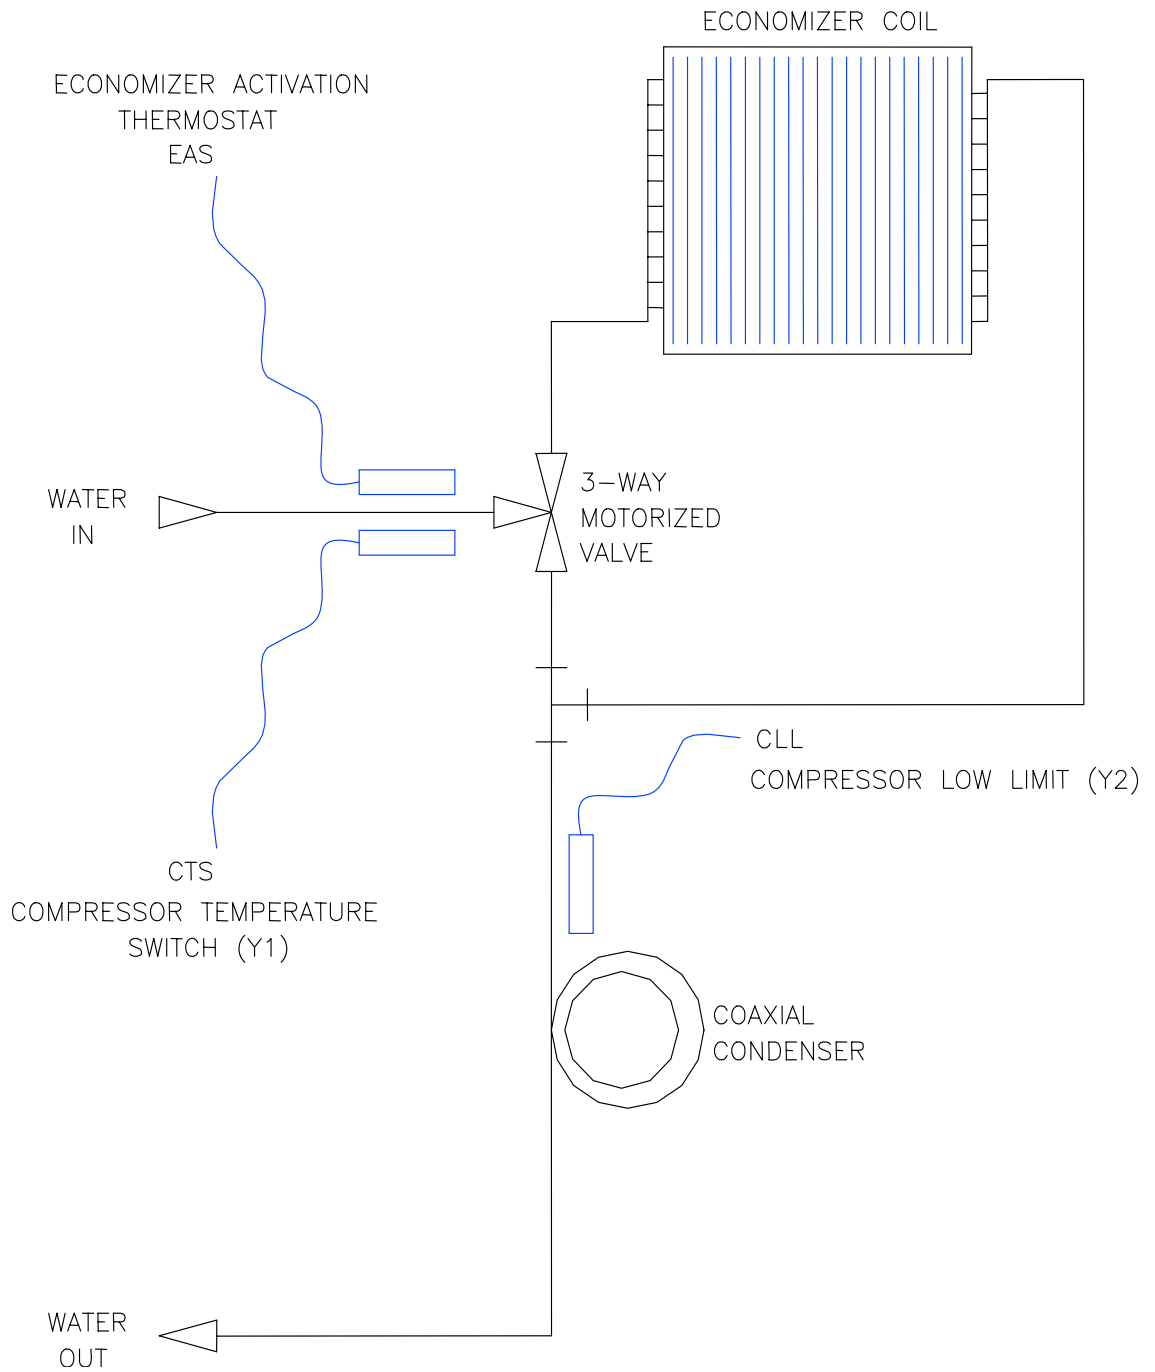 ECONOMIZER COIL
ECONOMIZER ACTIVATION
THERMOSTAT
EAS
WATER
IN
3-WAY
MOTORIZED
VALVE
CLL
COMPRESSOR LOW LIMIT (Y2)
CTS
COMPRESSOR TEMPERATURE
SWITCH (Y1)
COAXIAL
CONDENSER
WATER
OUT